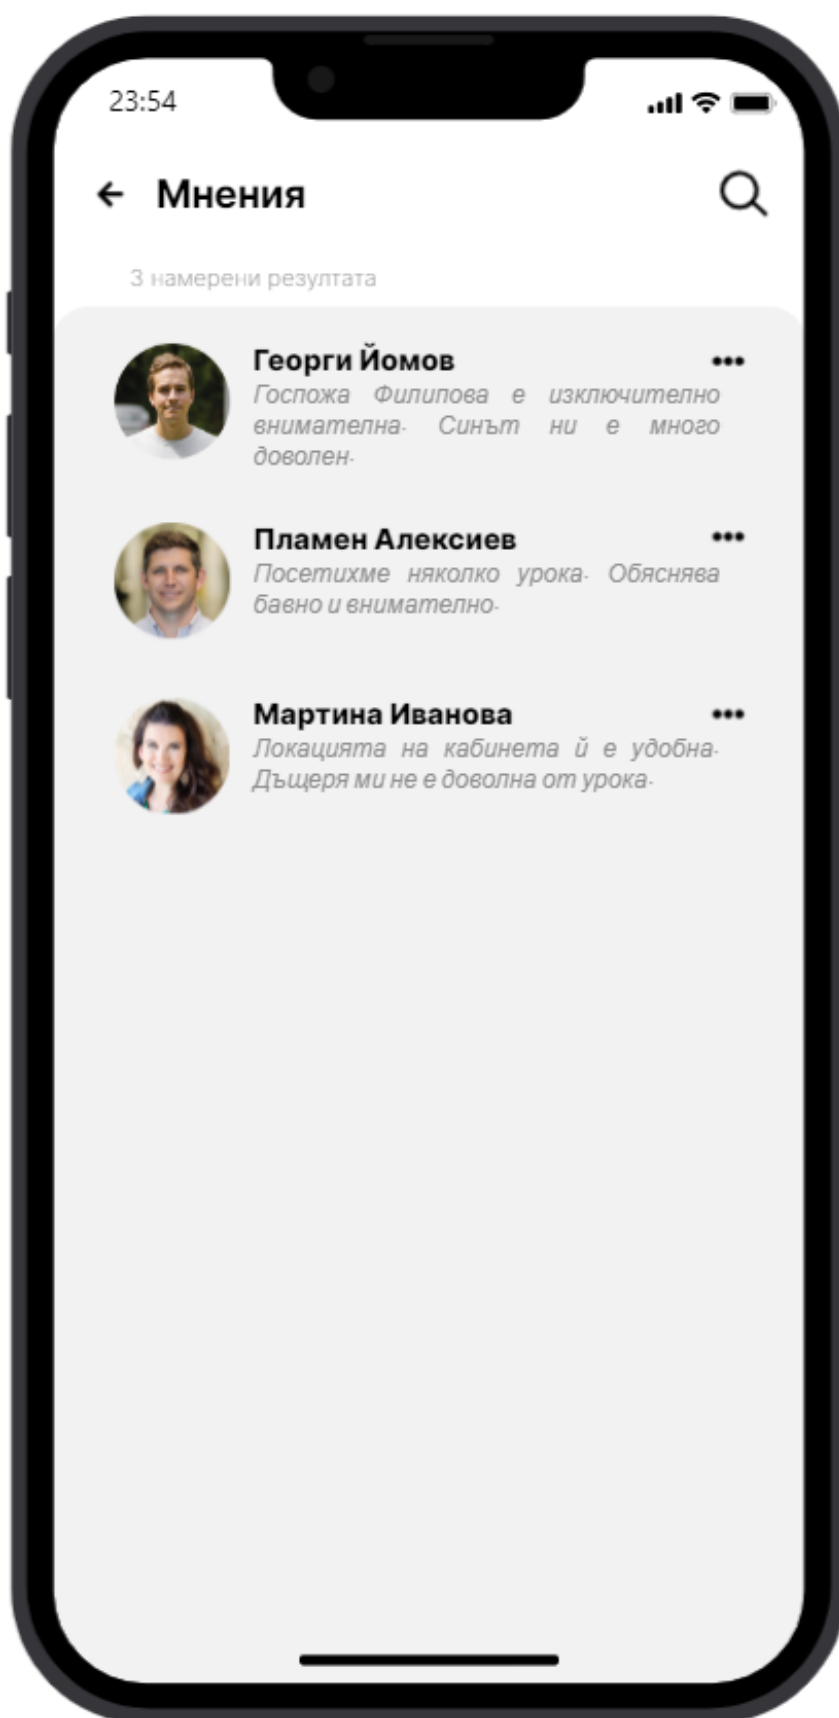 23:54
Мнения
3 намерени резултата
Георги Йомов
Госпожа Филипова е изключително
внимателна. Синът ни е много
доволен.
Пламен Алексиев
Посетихме няколко урока. Обяснява
бавно и внимателно.
Мартина Иванова
Локацията на кабинета й е удобна.
Дъщеря ми не е доволна от урока.